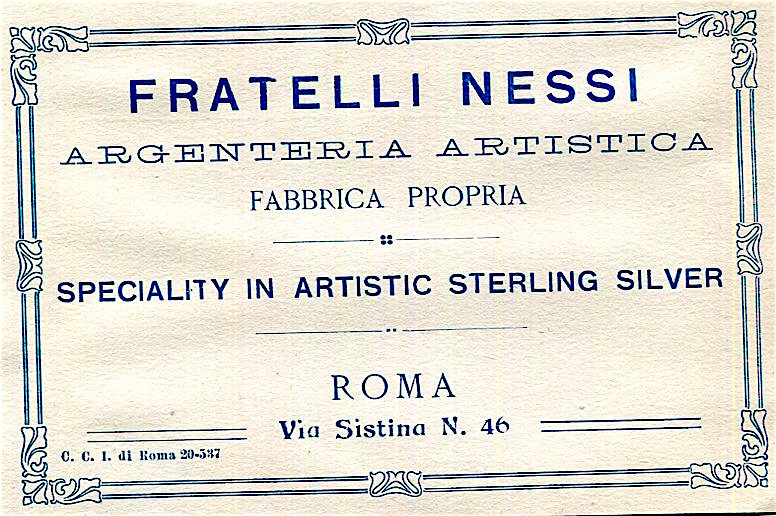 FRATELLI NESSI
ARGENTERIA ARTISTICA
FABBRICA PROPRIA
SPECIALITY IN ARTISTIC STERLING SILVER
ROMA
Via Sistina N. 46
C. C. I. di Roma 20-537